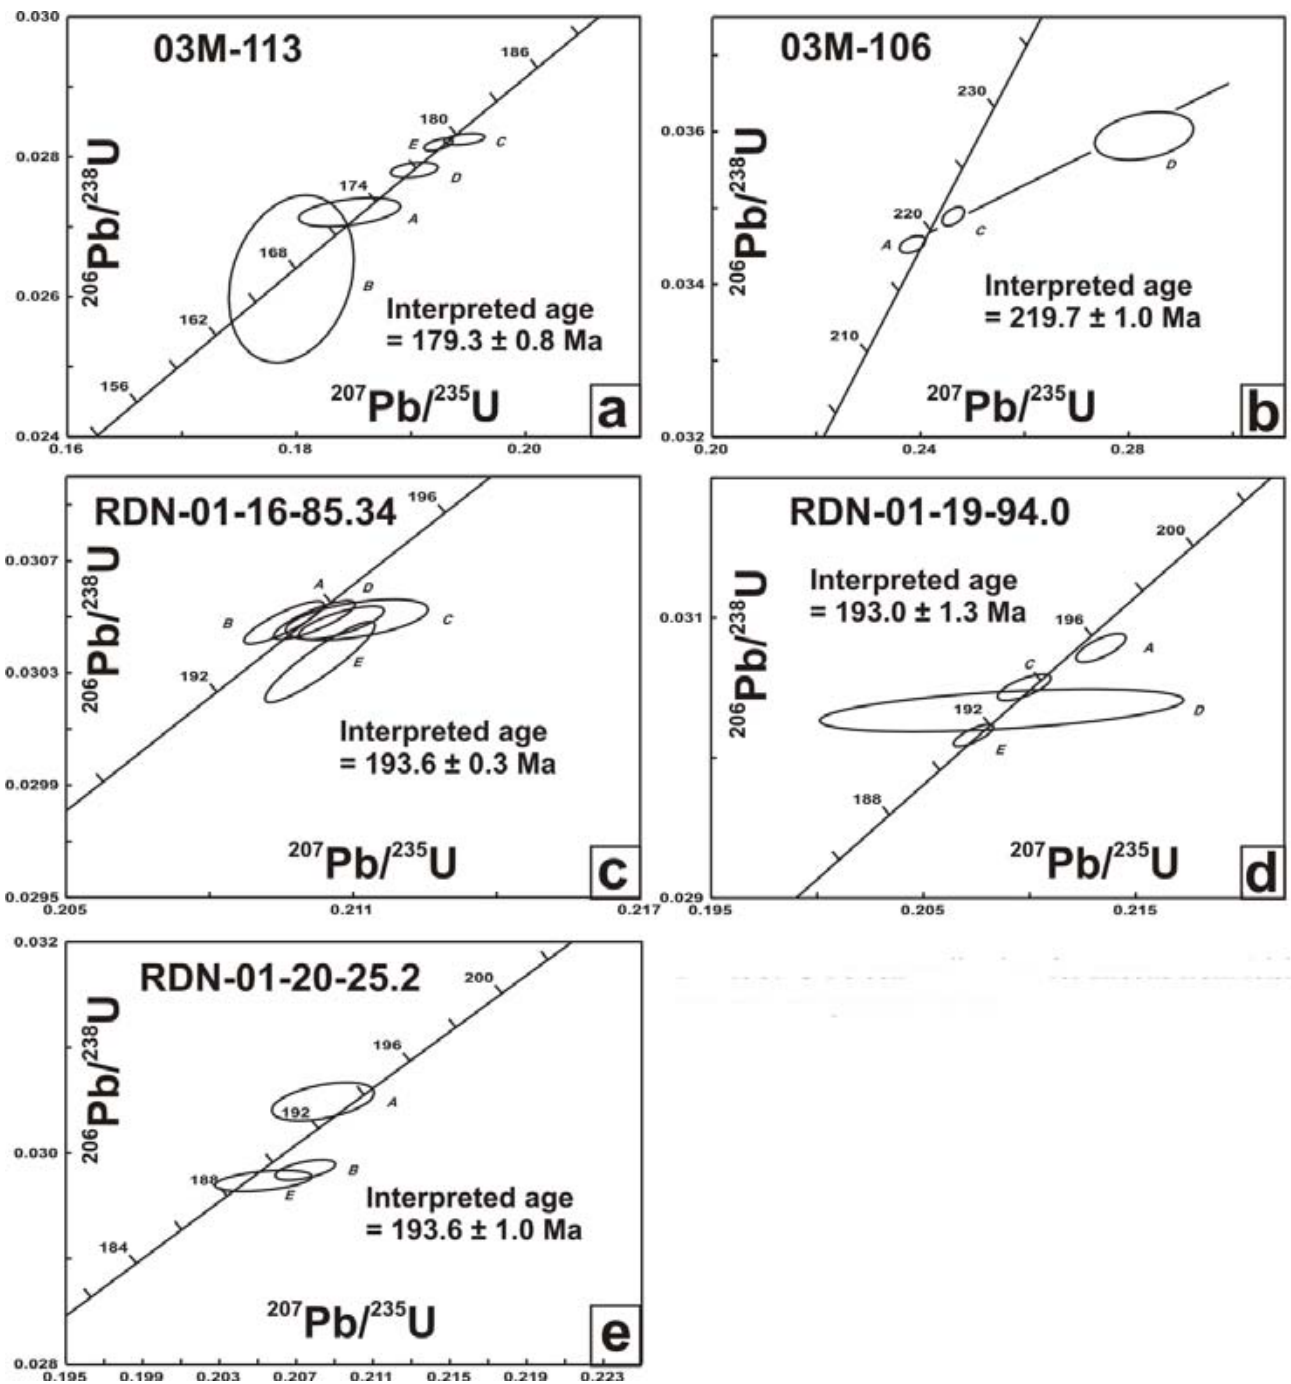 0.030
03M-113
186
180
E
C
0.028
D
174
A
168
B
206Pb/238U
0.026
Interpreted age
= 179.3 ± 0.8 Ma
162
156
207Pb/235U
a
0.024
0.16
0.18
0.20
03M-106
230
0.036
D
206Pb/238U
220
C
A
0.034
Interpreted age
= 219.7 ± 1.0 Ma
210
207Pb/235U
b
0.032
0.20
0.24
0.28
196
RDN-01-16-85.34
0.0307
206Pb/238U
A
D
B
C
E
0.0303
192
Interpreted age
= 193.6 ± 0.3 Ma
0.0299
207Pb/235U
c
0.0295
0.205
0.211
0.217
RDN-01-19-94.0
200
Interpreted age
= 193.0 ± 1.3 Ma
206Pb/238U
0.031
196
A
C
192
D
E
188
207Pb/235U
d
0.029
0.195
0.205
0.215
0.032
RDN-01-20-25.2
200
206Pb/238U
196
A
192
0.030
B
188
E
Interpreted age
= 193.6 ± 1.0 Ma
184
207Pb/235U
e
0.028
0.195
0.199
0.203
0.207
0.211
0.215
0.219
0.223